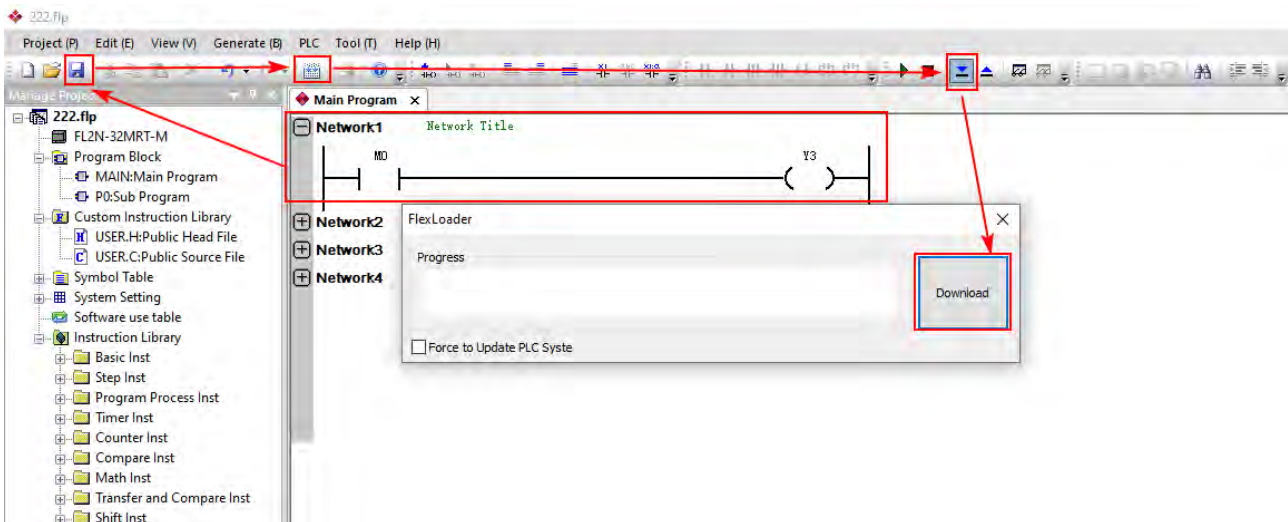 222.flp
Project (P) Edit (E) View (V) Generate (B) PLC Tool (T) Help (H)
Manage Project
Main Program
222.flp
FL2N-32MRT-M
Program Block
MAIN:Main Program
P0:Sub Program
Custom Instruction Library
USER.H:Public Head File
USER.C:Public Source File
Symbol Table
System Setting
Software use table
Instruction Library
Basic Inst
Step Inst
Program Process Inst
Timer Inst
Counter Inst
Compare Inst
Math Inst
Transfer and Compare Inst
Shift Inst
Network1 Network Title
M0 Y3
Network2
Network3
Network4
FlexLoader
Progress
Download
Force to Update PLC Syste